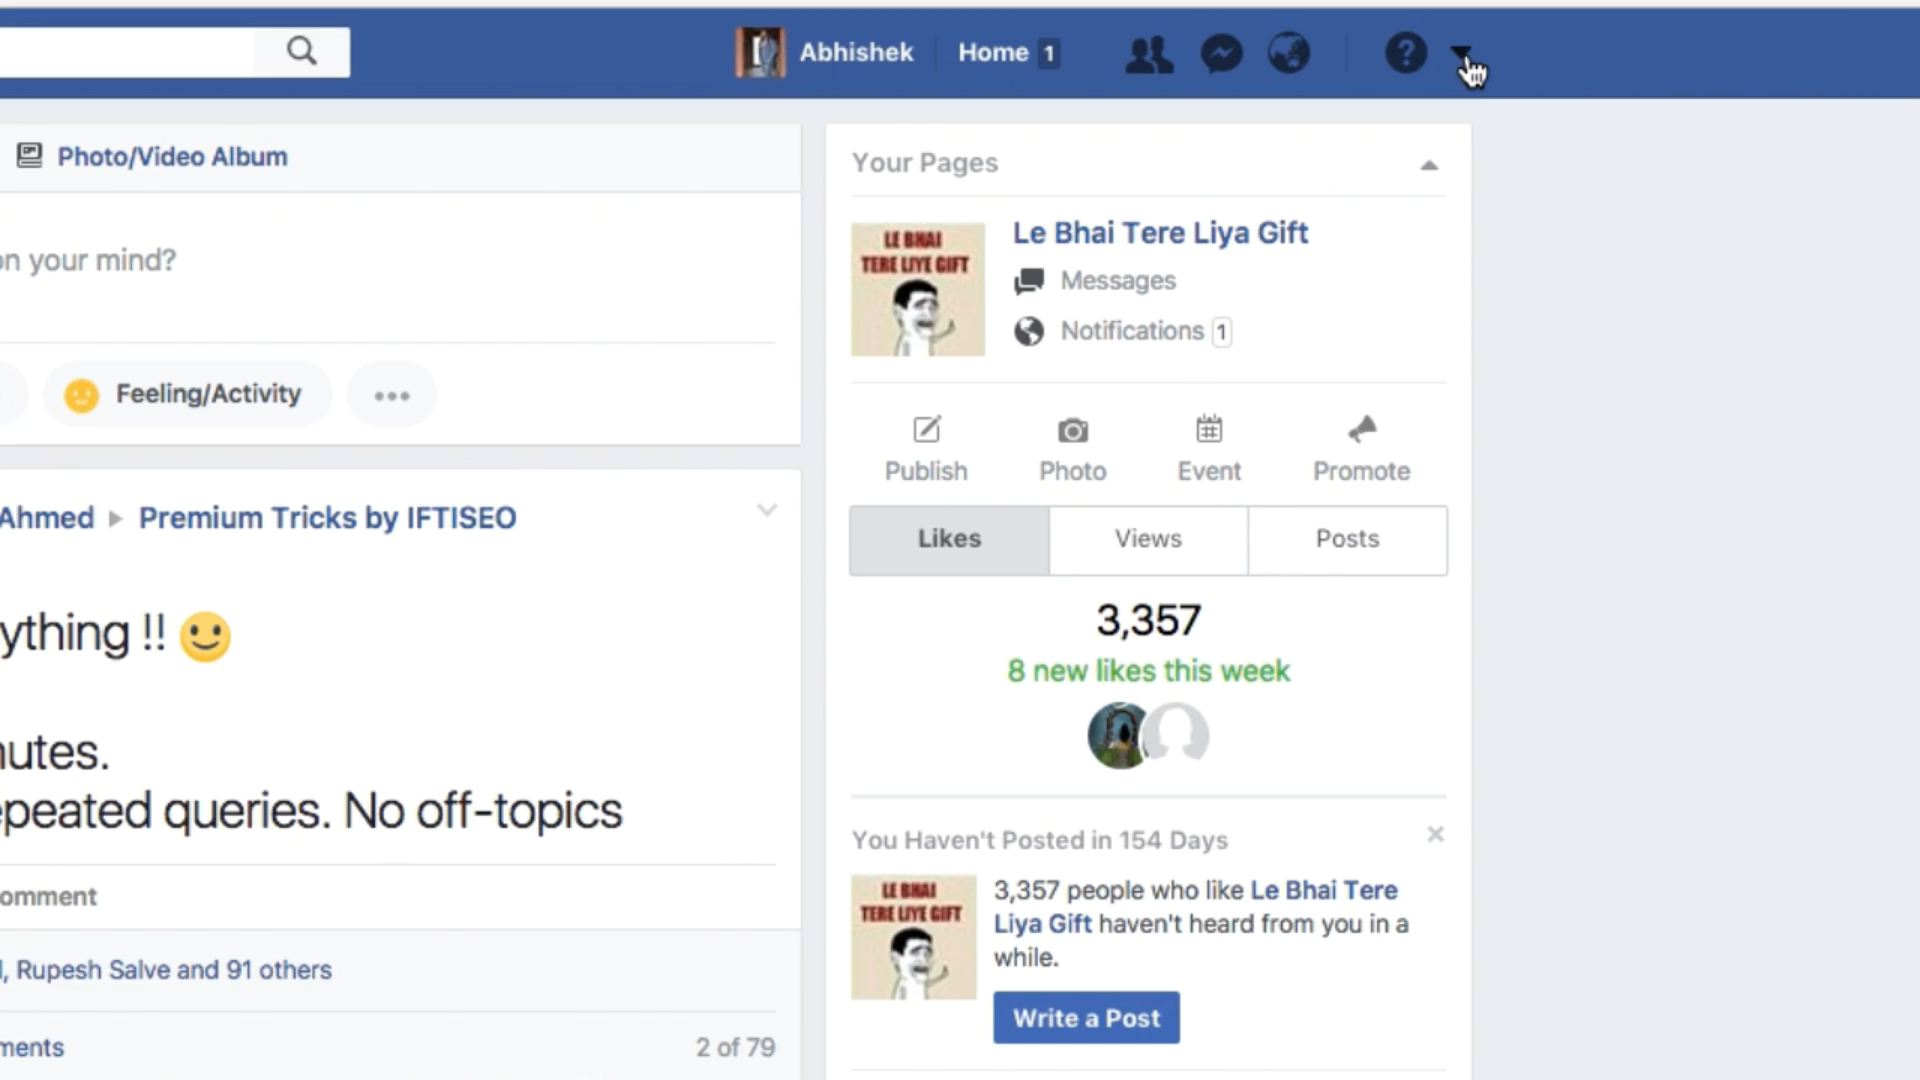 Abhishek
Home 1
Photo/Video Album
on your mind?
Feeling/Activity
Ahmed
Premium Tricks by IFTISEO
ything !!
nutes.
epeated queries. No off-topics
omment
, Rupesh Salve and 91 others
ments
2 of 79
Your Pages
LE BHAI
TERE LIYE GIFT
Le Bhai Tere Liya Gift
Messages
Notifications 1
Publish
Photo
Event
Promote
Likes
Views
Posts
3,357
8 new likes this week
You Haven't Posted in 154 Days
LE BHAI
TERE LIYE GIFT
3,357 people who like Le Bhai Tere
Liya Gift haven't heard from you in a
while.
Write a Post